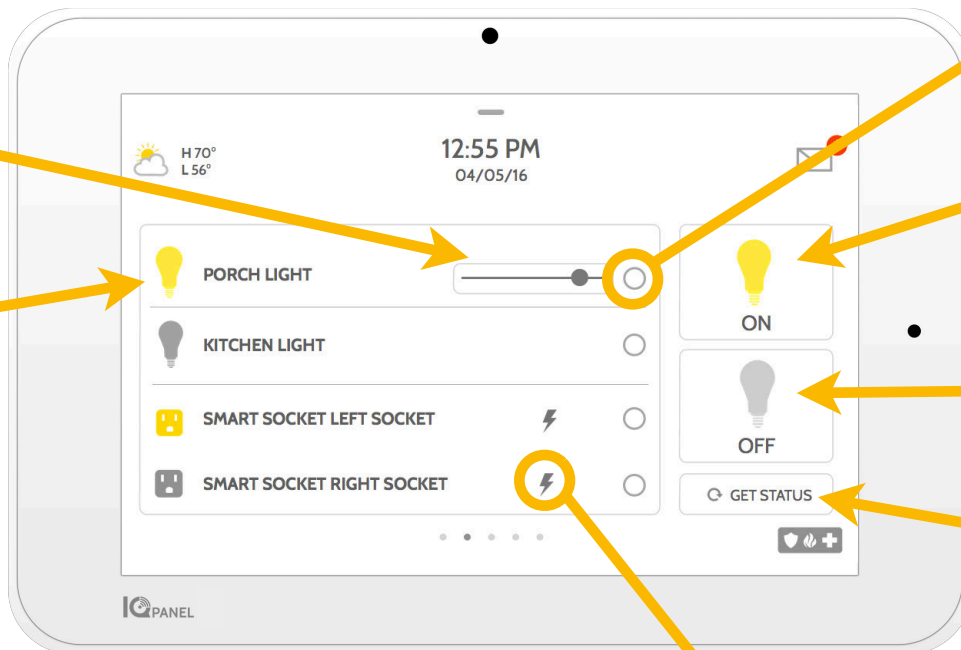 H 70°
L 56°
12:55 PM
04/05/16
PORCH LIGHT
KITCHEN LIGHT
SMART SOCKET LEFT SOCKET
SMART SOCKET RIGHT SOCKET
ON
OFF
GET STATUS
IQ PANEL